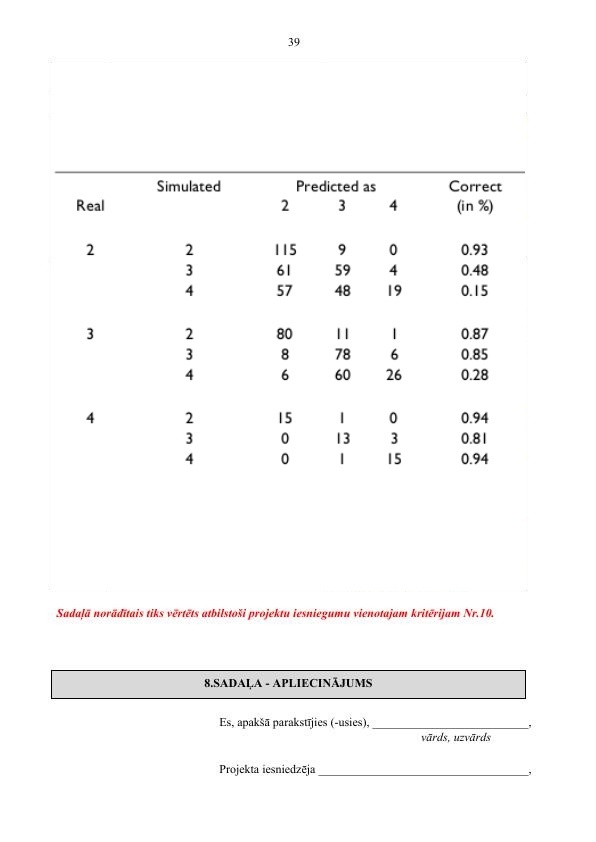 39
Simulated Predicted as Correct
Real 2 3 4 (in %)
2 2 115 9 0 0.93
3 61 59 4 0.48
4 57 48 19 0.15
3 2 80 11 1 0.87
3 8 78 6 0.85
4 6 60 26 0.28
4 2 15 1 0 0.94
3 0 13 3 0.81
4 0 1 15 0.94
Sadaļā norādītais tiks vērtēts atbilstoši projektu iesniegumu vienotajam kritērijam Nr.10.
8.SADAĻA - APLIECINĀJUMS
Es, apakšā parakstījies (-usies), __________________________,
vārds, uzvārds
Projekta iesniedzēja ___________________________________,